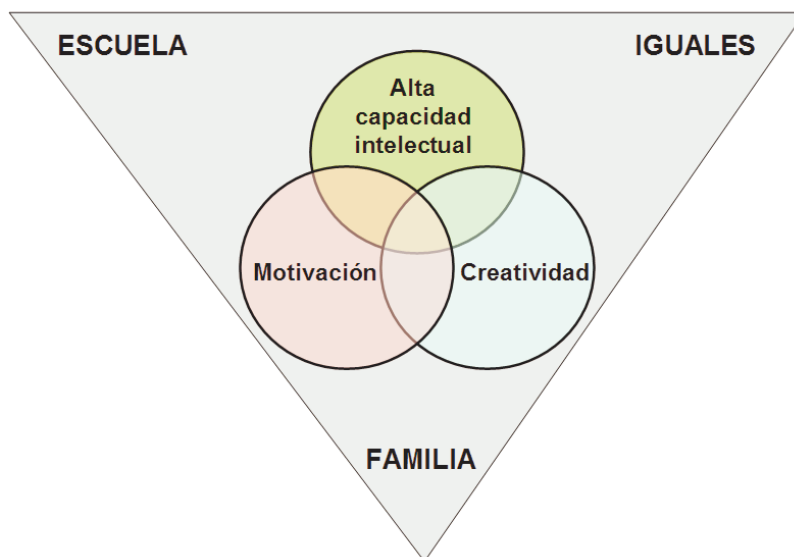 ESCUELA
IGUALES
Alta
capacidad
intelectual
Motivación
Creatividad
FAMILIA